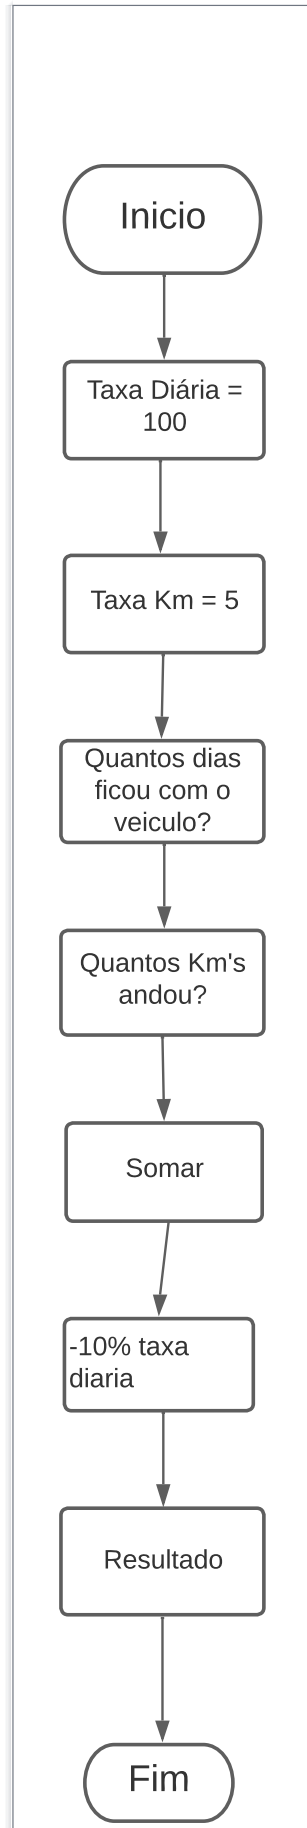 Inicio
Taxa Diária =
100
Taxa Km = 5
Quantos dias
ficou com o
veiculo?
Quantos Km's
andou?
Somar
-10% taxa
diaria
Resultado
Fim